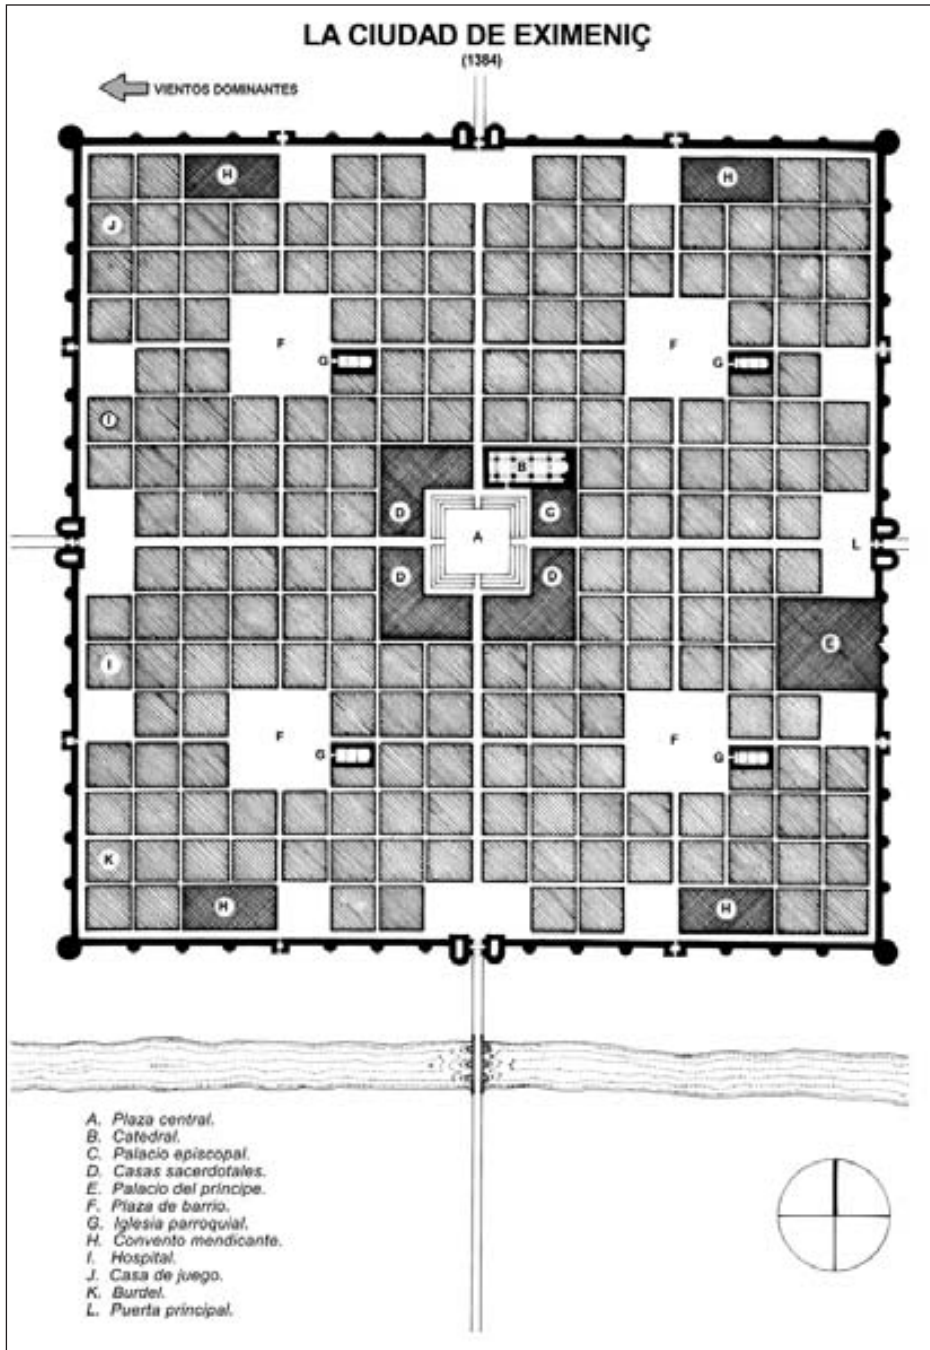 LA CIUDAD DE EXIMENIÇ
(1384)
VIENTOS DOMINANTES
H
H
J
F
F
G
G
I
B
D
C
A
L
D
D
E
I
F
F
G
G
K
H
H
A. Plaza central.
B. Catedral.
C. Palacio episcopal.
D. Casas sacerdotales.
E. Palacio del príncipe.
F. Plaza de barrio.
G. Iglesia parroquial.
H. Convento mendicante.
I. Hospital.
J. Casa de juego.
K. Burdel.
L. Puerta principal.